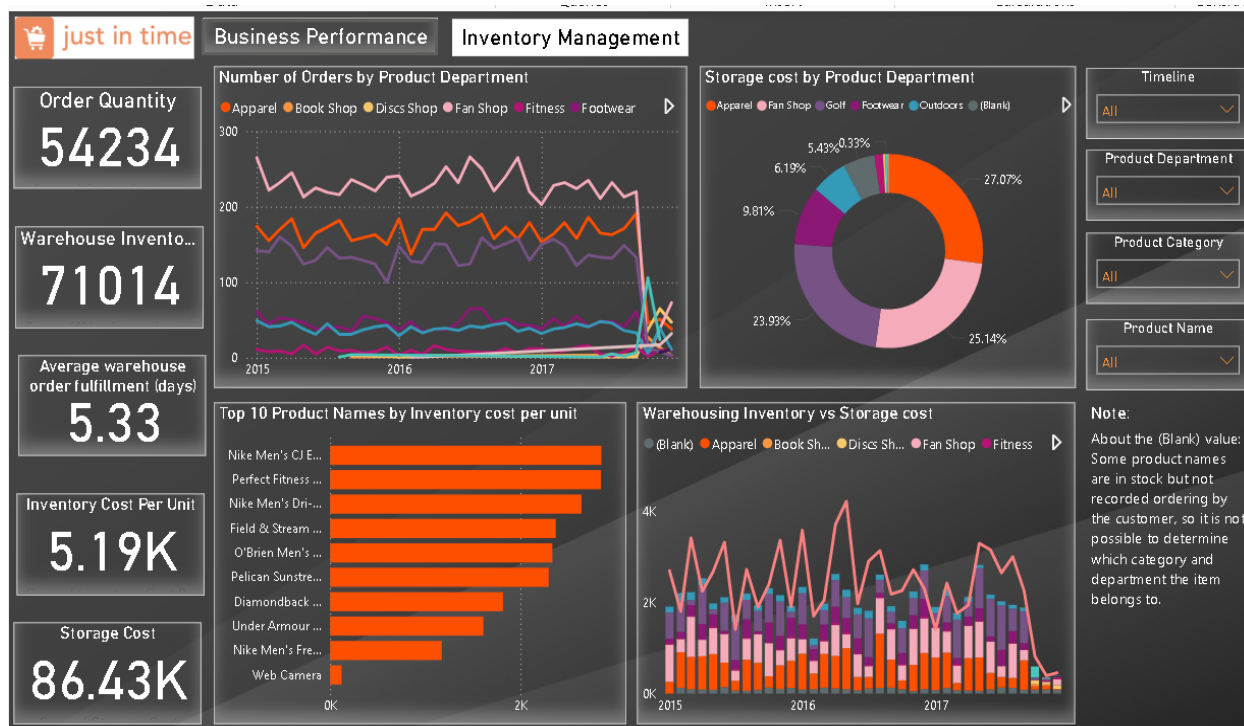 just in time
Business Performance
Inventory Management
Order Quantity
54234
Warehouse Invento...
71014
Average warehouse
order fulfillment (days)
5.33
Inventory Cost Per Unit
5.19K
Storage Cost
86.43K
Number of Orders by Product Department
Apparel Book Shop Discs Shop Fan Shop Fitness Footwear
300
200
100
0
2015 2016 2017
Storage cost by Product Department
Apparel Fan Shop Golf Footwear Outdoors (Blank)
27.07%
25.14%
23.93%
9.81%
6.19%
5.43%
0.33%
Timeline
All
Product Department
All
Product Category
All
Product Name
All
Top 10 Product Names by Inventory cost per unit
Nike Men's CJ E...
Perfect Fitness ...
Nike Men's Dri-...
Field & Stream ...
O'Brien Men's ...
Pelican Sunstre...
Diamondback ...
Under Armour ...
Nike Men's Fre...
Web Camera
0K 2K
Warehousing Inventory vs Storage cost
(Blank) Apparel Book Sh... Discs Sh... Fan Shop Fitness
4K
2K
0K
2015 2016 2017
Note:
About the (Blank) value:
Some product names
are in stock but not
recorded ordering by
the customer, so it is not
possible to determine
which category and
department the item
belongs to.